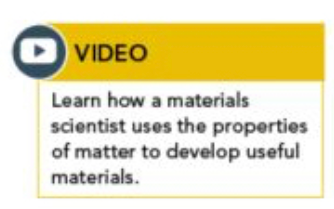 VIDEO
Learn how a materials
scientist uses the properties
of matter to develop useful
materials.